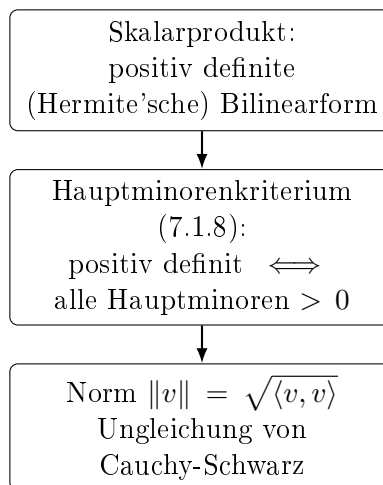 Skalarprodukt:
positiv definite
(Hermite'sche) Bilinearform
Hauptminorenkriterium
(7.1.8):
positiv definit ⟺
alle Hauptminoren > 0
Norm ‖v‖ = √⟨v, v⟩
Ungleichung von
Cauchy-Schwarz